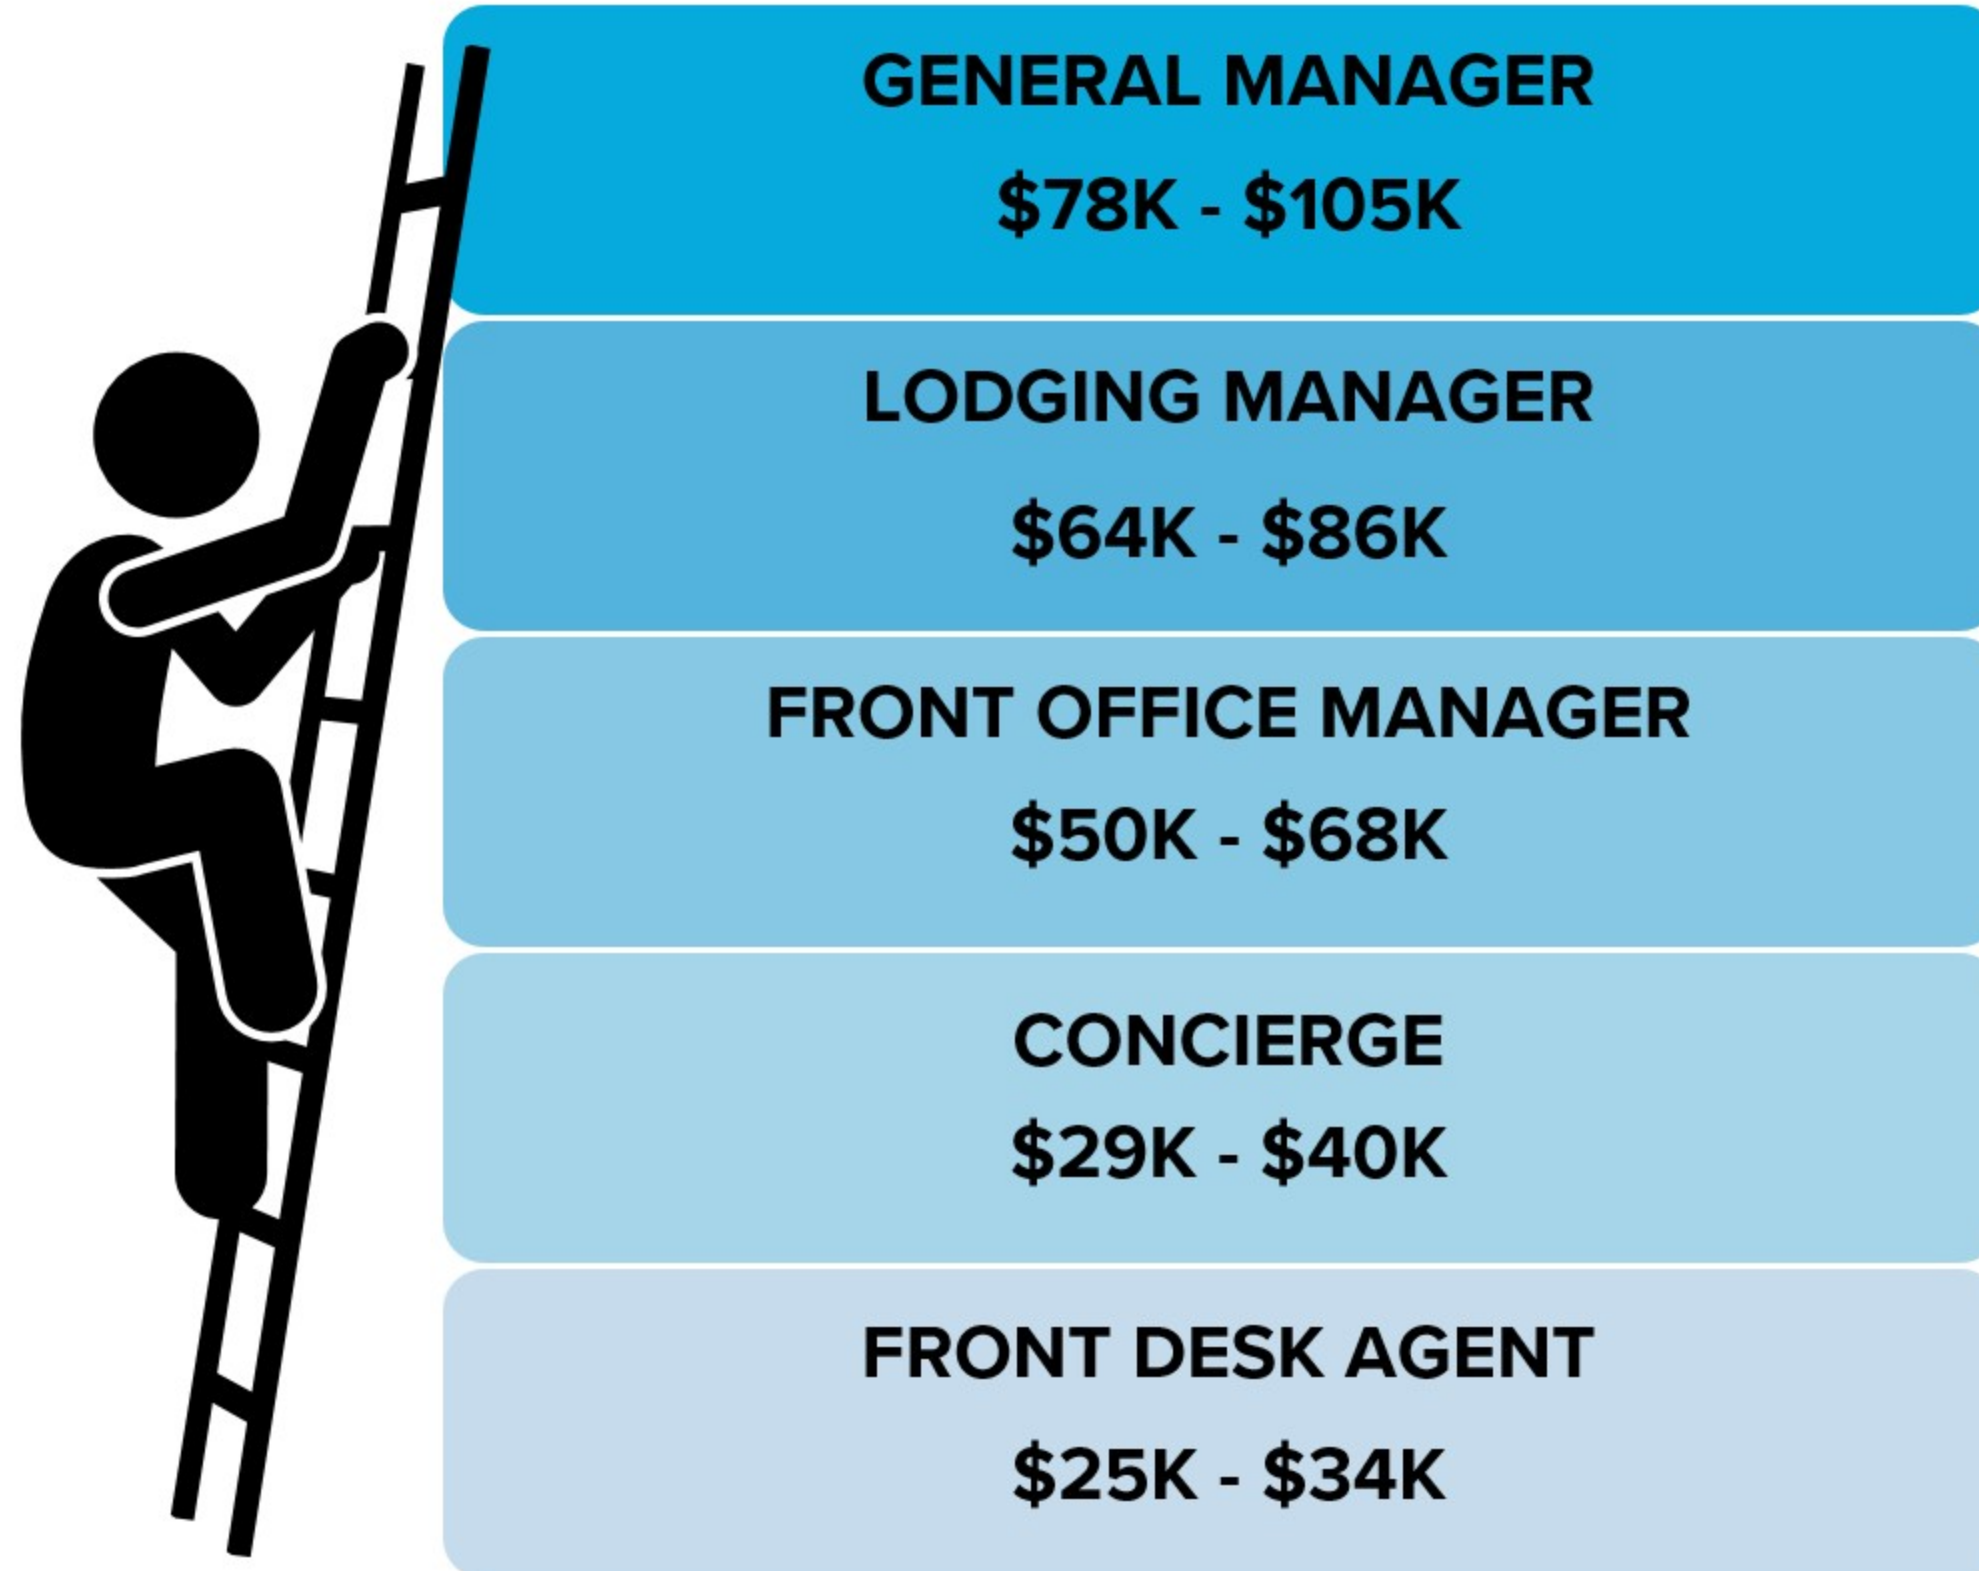 GENERAL MANAGER
$78K - $105K
LODGING MANAGER
$64K - $86K
FRONT OFFICE MANAGER
$50K - $68K
CONCIERGE
$29K - $40K
FRONT DESK AGENT
$25K - $34K